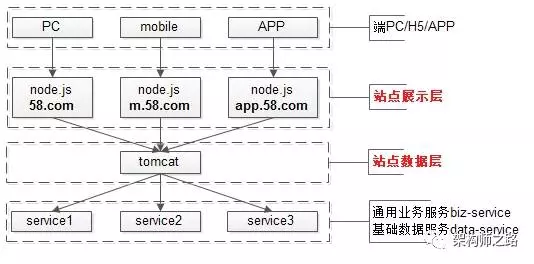 PC
mobile
APP
端PC/H5/APP
node.js
58.com
node.js
m.58.com
node.js
app.58.com
站点展示层
tomcat
站点数据层
service1
service2
service3
通用业务服务biz-service
基础数据服务data-service
架构师之路